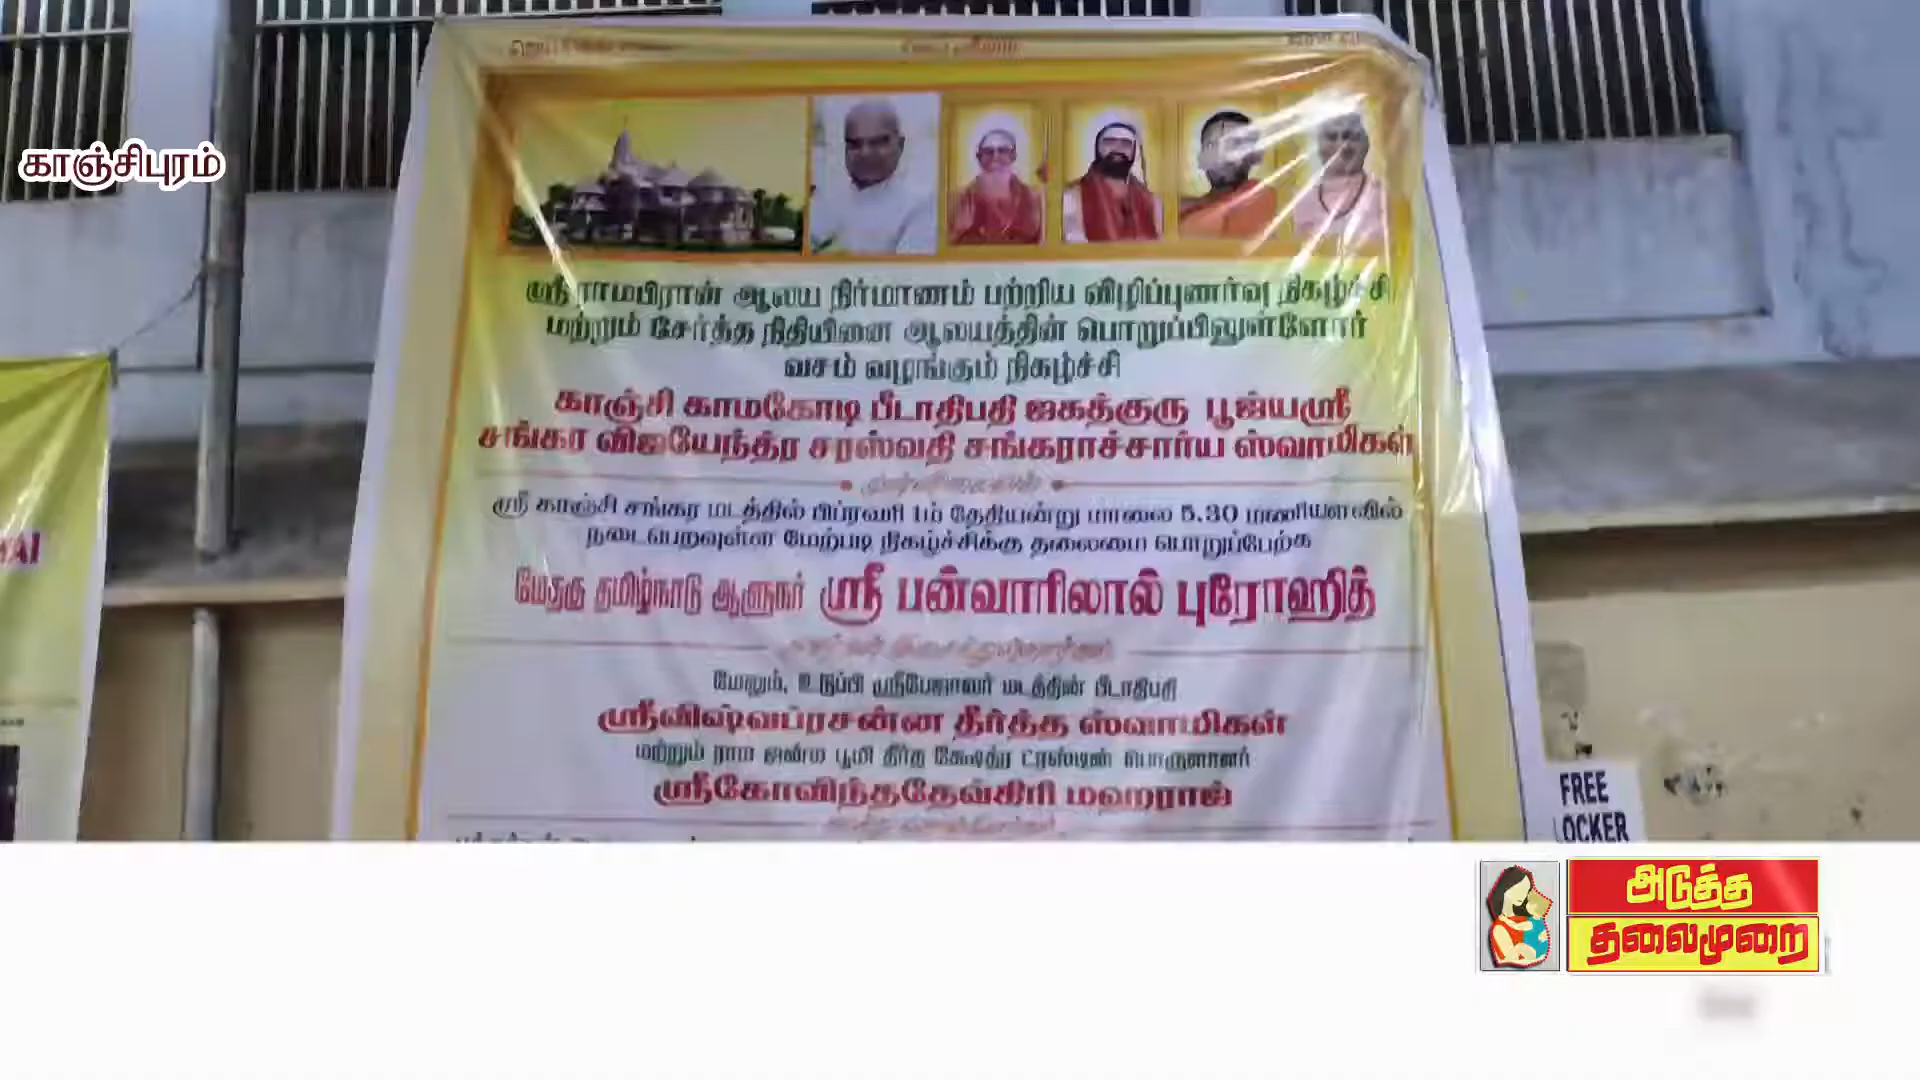 காஞ்சிபுரம்
ஸ்ரீ ராமபிரான் ஆலய நிர்மாணம் பற்றிய விழிப்புணர்வு நிகழ்ச்சி
மற்றும் சேர்த்த நிதியினை ஆலயத்தின் பொறுப்பிலுள்ளோர்
வசம் வழங்கும் நிகழ்ச்சி
காஞ்சி காமகோடி பீடாதிபதி ஜகத்குரு பூஜ்யஸ்ரீ
சங்கர விஜயேந்த்ர சரஸ்வதி சங்கராச்சார்ய ஸ்வாமிகள்
முன்னிலையில்
ஸ்ரீ காஞ்சி சங்கர மடத்தில் பிப்ரவரி 1ம் தேதியன்று மாலை 5.30 மணியளவில்
நடைபெறவுள்ள மேற்படி நிகழ்ச்சிக்கு தலைமை பொறுப்பேற்க
மேதகு தமிழ்நாடு ஆளுநர் ஸ்ரீ பன்வாரிலால் புரோஹித்
மேலும், உடுப்பி ஸ்ரீபேஜாவர் மடத்தின் பீடாதிபதி
ஸ்ரீவிஷ்வப்ரசன்ன தீர்த்த ஸ்வாமிகள்
மற்றும் ராம ஜன்ம பூமி தீர்த கேஷத்ர ட்ரஸ்டின் பொருளாளர்
ஸ்ரீகோவிந்ததேவ்கிரி மஹராஜ்
FREE
LOCKER
அடுத்த
தலைமுறை